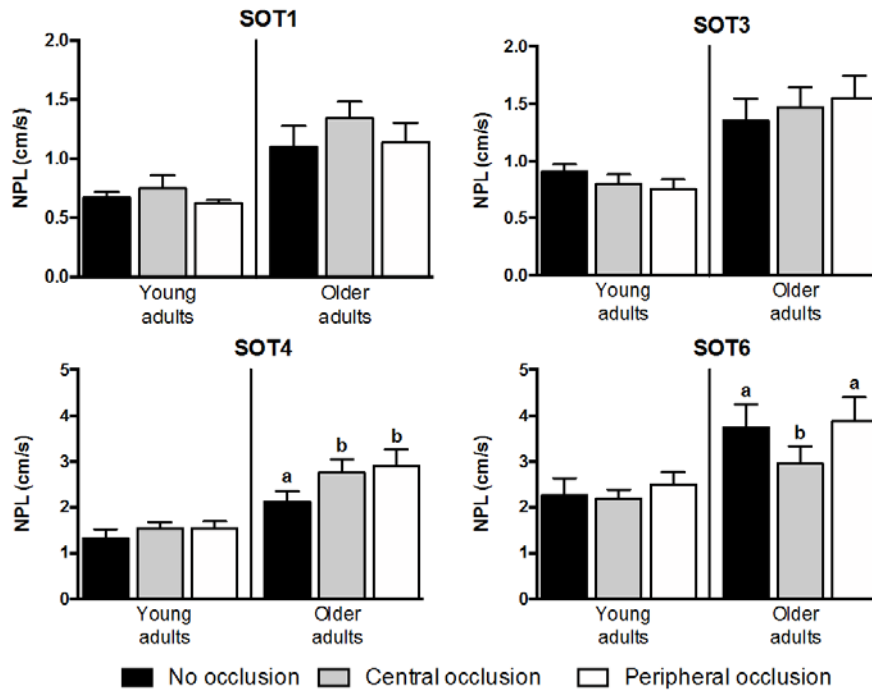 SOT1
2.0
1.5
1.0
0.5
0.0
NPL (cm/s)
Young
adults
Older
adults
SOT3
2.0
1.5
1.0
0.5
0.0
NPL (cm/s)
Young
adults
Older
adults
SOT4
5
4
3
2
1
0
NPL (cm/s)
a
b
b
Young
adults
Older
adults
SOT6
5
4
3
2
1
0
NPL (cm/s)
a
b
a
Young
adults
Older
adults
No occlusion Central occlusion Peripheral occlusion